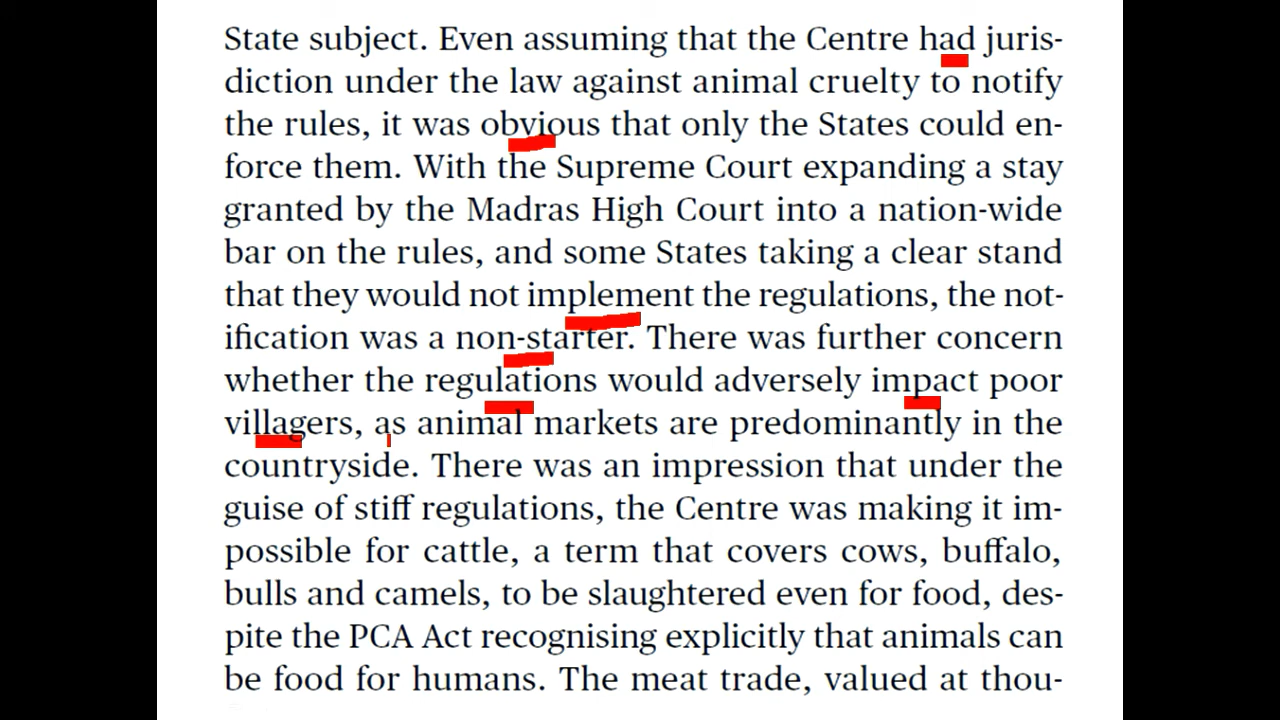 State subject. Even assuming that the Centre had juris-
diction under the law against animal cruelty to notify
the rules, it was obvious that only the States could en-
force them. With the Supreme Court expanding a stay
granted by the Madras High Court into a nation-wide
bar on the rules, and some States taking a clear stand
that they would not implement the regulations, the not-
ification was a non-starter. There was further concern
whether the regulations would adversely impact poor
villagers, as animal markets are predominantly in the
countryside. There was an impression that under the
guise of stiff regulations, the Centre was making it im-
possible for cattle, a term that covers cows, buffalo,
bulls and camels, to be slaughtered even for food, des-
pite the PCA Act recognising explicitly that animals can
be food for humans. The meat trade, valued at thou-